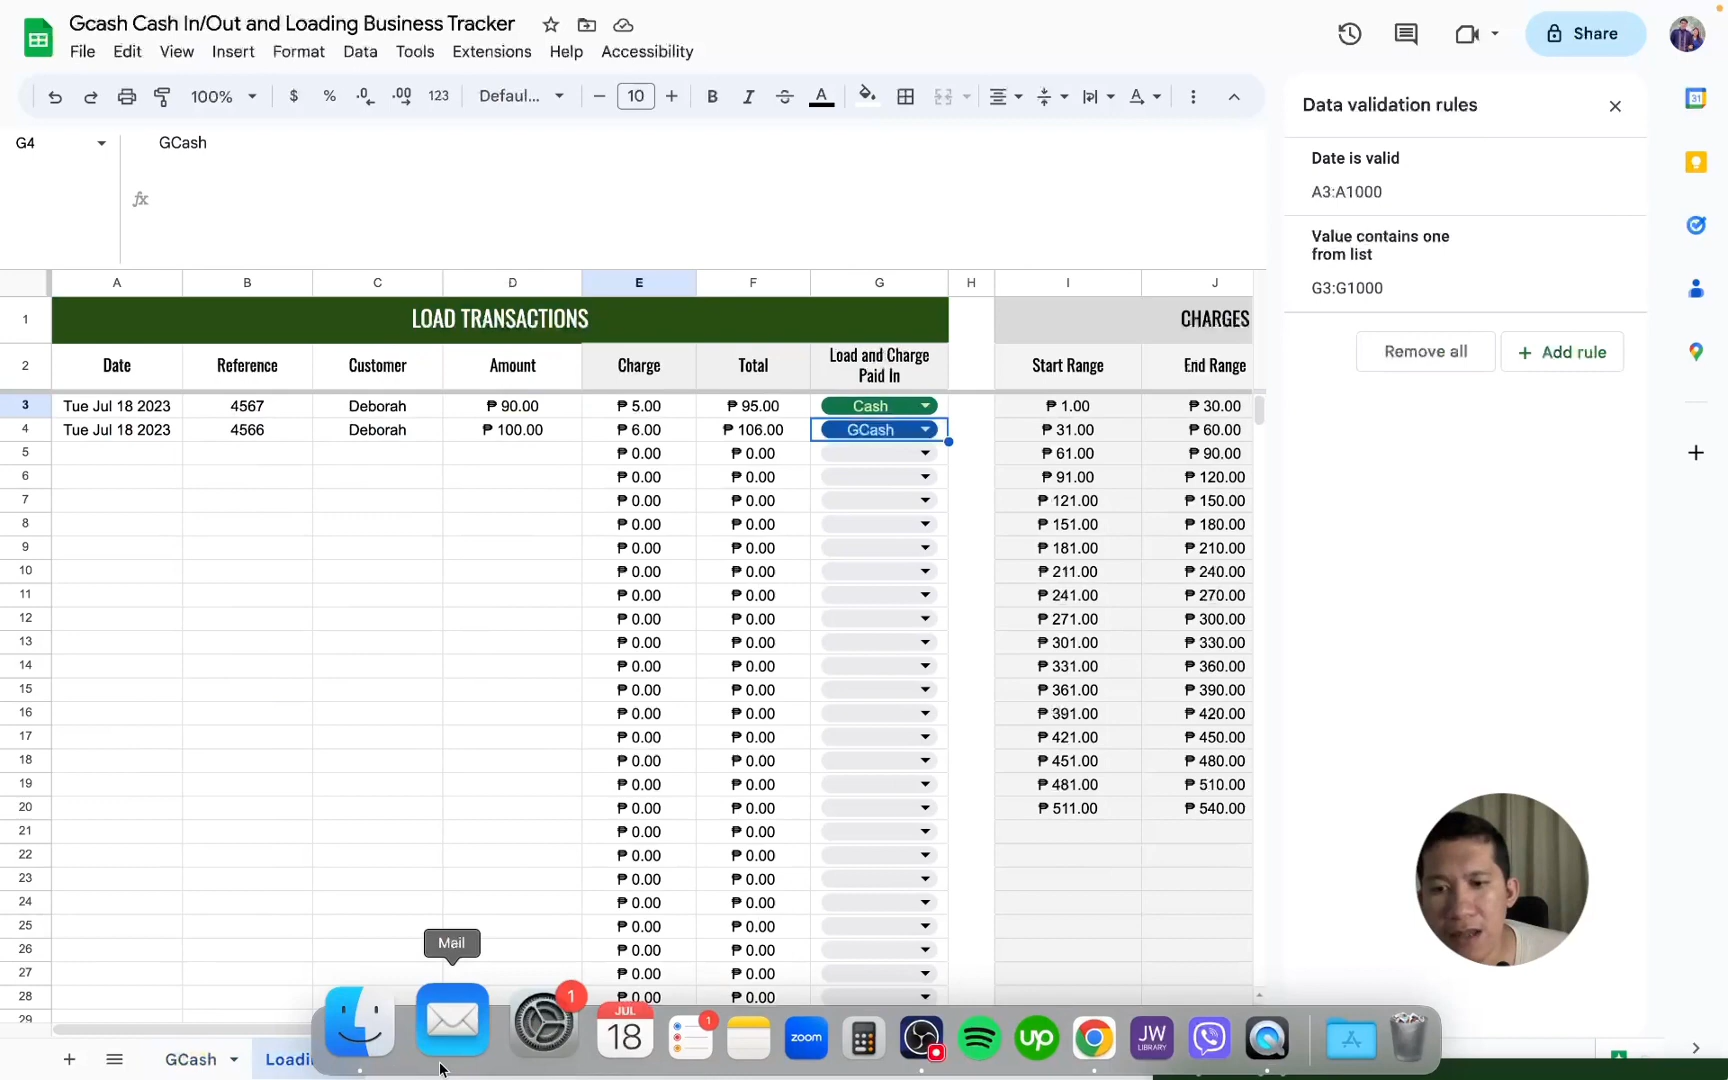 Gcash Cash In/Out and Loading Business Tracker
File Edit View Insert Format Data Tools Extensions Help Accessibility
Share
100% $ % .0 .00 123 Defaul... 10 B I A
G4 GCash
fx
Data validation rules
Date is valid
A3:A1000
Value contains one
from list
G3:G1000
Remove all
Add rule
A B C D E F G H I J
1 LOAD TRANSACTIONS CHARGES
2 Date Reference Customer Amount Charge Total Load and Charge Paid In Start Range End Range
3 Tue Jul 18 2023 4567 Deborah ₱ 90.00 ₱ 5.00 ₱ 95.00 Cash ₱ 1.00 ₱ 30.00
4 Tue Jul 18 2023 4566 Deborah ₱ 100.00 ₱ 6.00 ₱ 106.00 GCash ₱ 31.00 ₱ 60.00
5 ₱ 0.00 ₱ 0.00 ₱ 61.00 ₱ 90.00
6 ₱ 0.00 ₱ 0.00 ₱ 91.00 ₱ 120.00
7 ₱ 0.00 ₱ 0.00 ₱ 121.00 ₱ 150.00
8 ₱ 0.00 ₱ 0.00 ₱ 151.00 ₱ 180.00
9 ₱ 0.00 ₱ 0.00 ₱ 181.00 ₱ 210.00
10 ₱ 0.00 ₱ 0.00 ₱ 211.00 ₱ 240.00
11 ₱ 0.00 ₱ 0.00 ₱ 241.00 ₱ 270.00
12 ₱ 0.00 ₱ 0.00 ₱ 271.00 ₱ 300.00
13 ₱ 0.00 ₱ 0.00 ₱ 301.00 ₱ 330.00
14 ₱ 0.00 ₱ 0.00 ₱ 331.00 ₱ 360.00
15 ₱ 0.00 ₱ 0.00 ₱ 361.00 ₱ 390.00
16 ₱ 0.00 ₱ 0.00 ₱ 391.00 ₱ 420.00
17 ₱ 0.00 ₱ 0.00 ₱ 421.00 ₱ 450.00
18 ₱ 0.00 ₱ 0.00 ₱ 451.00 ₱ 480.00
19 ₱ 0.00 ₱ 0.00 ₱ 481.00 ₱ 510.00
20 ₱ 0.00 ₱ 0.00 ₱ 511.00 ₱ 540.00
21 ₱ 0.00 ₱ 0.00
22 ₱ 0.00 ₱ 0.00
23 ₱ 0.00 ₱ 0.00
24 ₱ 0.00 ₱ 0.00
25 ₱ 0.00 ₱ 0.00
26 ₱ 0.00 ₱ 0.00
27 ₱ 0.00 ₱ 0.00
28 ₱ 0.00 ₱ 0.00
29
Mail
1
JUL
18
1
zoom
up
JW
LIBRARY
31
GCash
Loadin